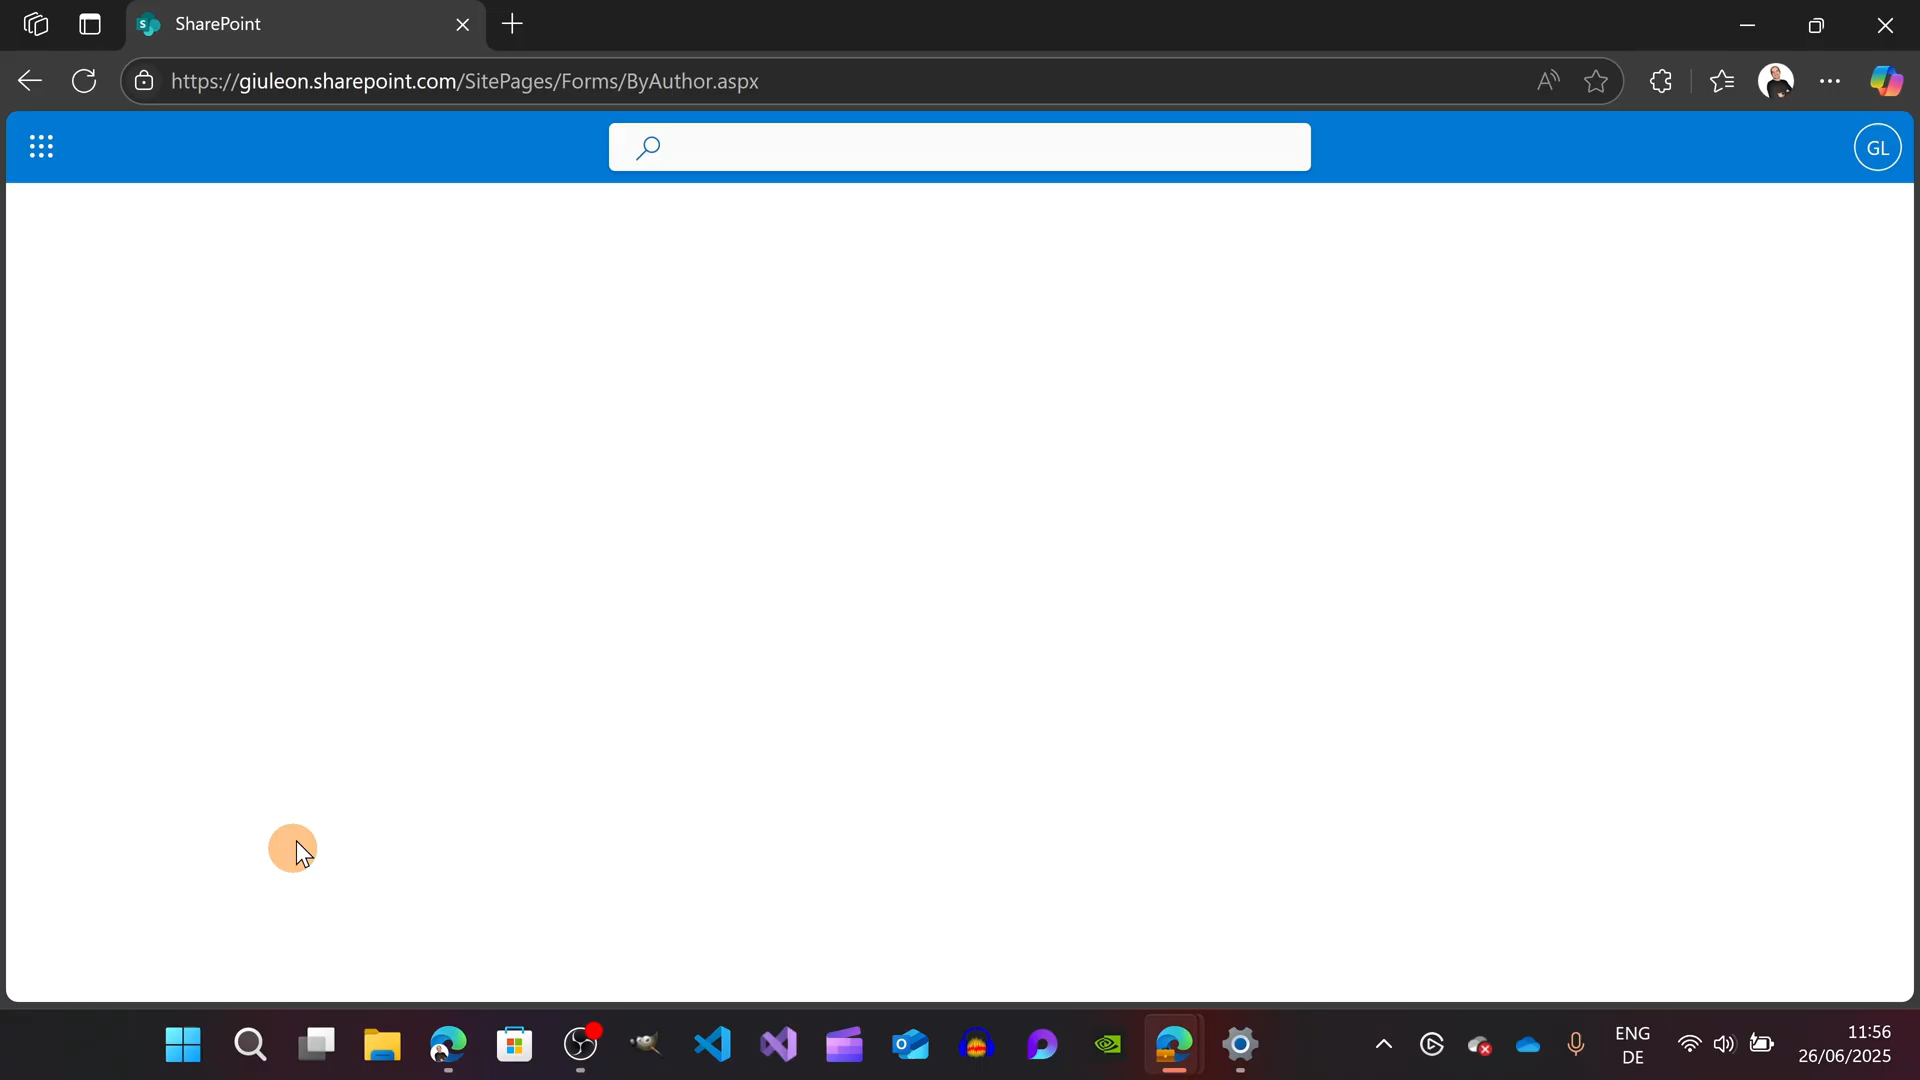 SharePoint
https://giuleon.sharepoint.com/SitePages/Forms/ByAuthor.aspx
GL
ENG
DE
11:56
26/06/2025